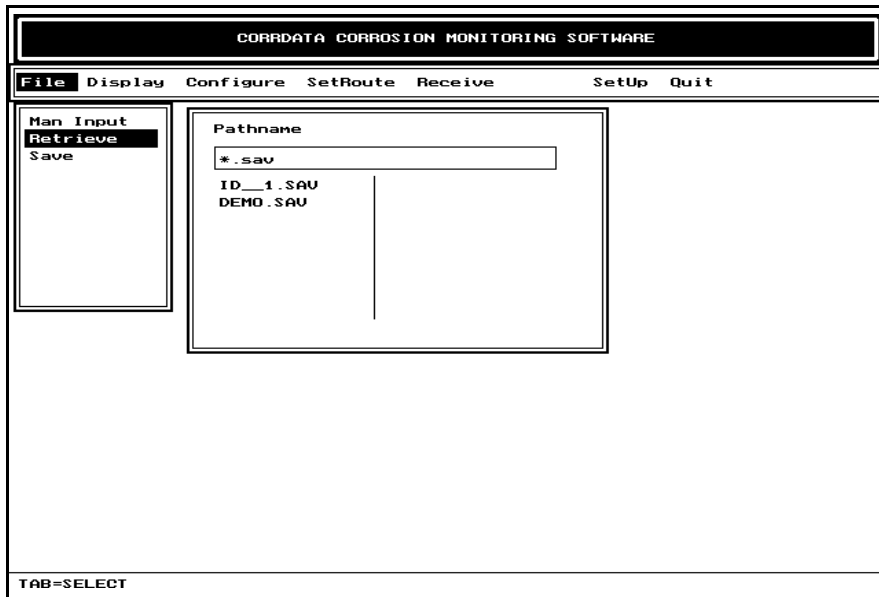 CORRDATA CORROSION MONITORING SOFTWARE
File Display Configure SetRoute Receive SetUp Quit
Man Input
Retrieve
Save
Pathname
*.sav
ID__1.SAV
DEMO.SAV
TAB=SELECT